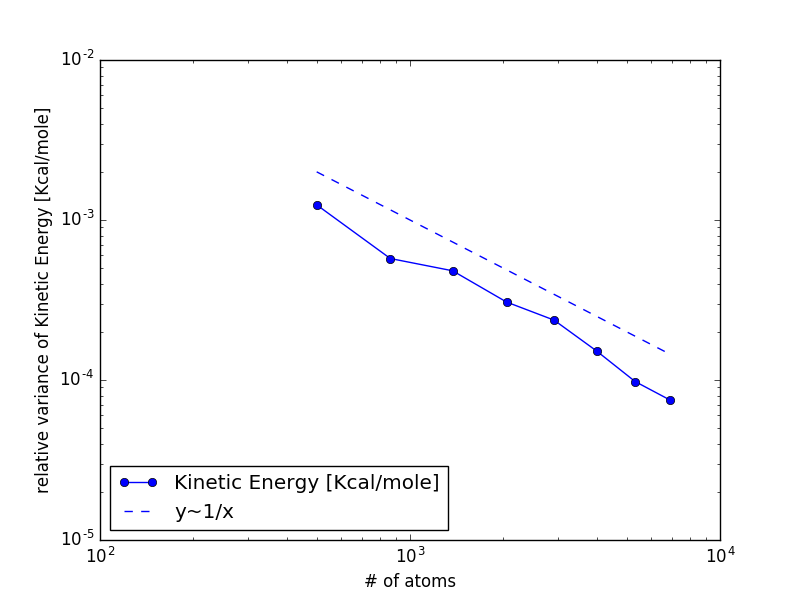 10^-2
10^-3
10^-4
10^-5
relative variance of Kinetic Energy [Kcal/mole]
Kinetic Energy [Kcal/mole]
y~1/x
10^2
10^3
10^4
# of atoms